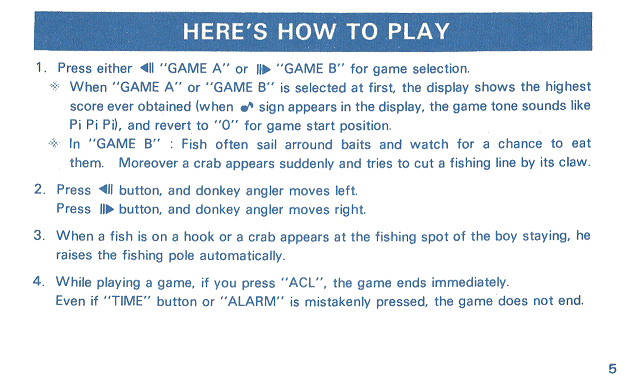 HERE'S HOW TO PLAY
1. Press either ◀II "GAME A" or II▶ "GAME B" for game selection.
※ When "GAME A" or "GAME B" is selected at first, the display shows the highest
score ever obtained (when ♪ sign appears in the display, the game tone sounds like
Pi Pi Pi), and revert to "0" for game start position.
※ In "GAME B" : Fish often sail arround baits and watch for a chance to eat
them. Moreover a crab appears suddenly and tries to cut a fishing line by its claw.
2. Press ◀II button, and donkey angler moves left.
Press II▶ button, and donkey angler moves right.
3. When a fish is on a hook or a crab appears at the fishing spot of the boy staying, he
raises the fishing pole automatically.
4. While playing a game, if you press "ACL", the game ends immediately.
Even if "TIME" button or "ALARM" is mistakenly pressed, the game does not end.
5